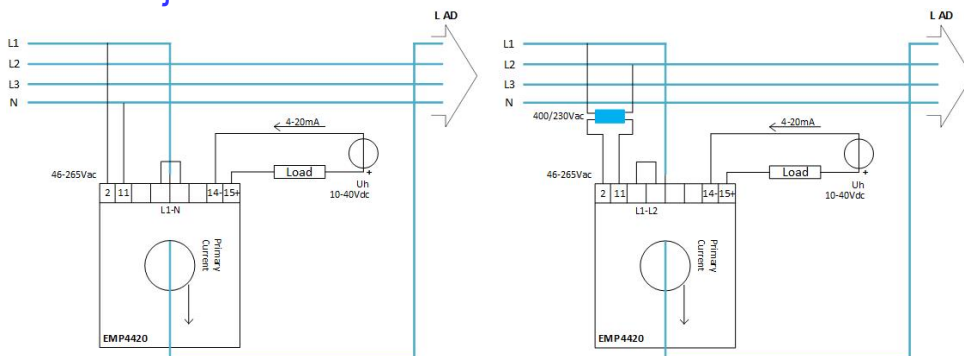 L AD
L1
L2
L3
N
4-20mA
Load
Uh
10-40Vdc
46-265Vac
2 11 14- 15+
L1-N
Primary
Current
EMP4420
L AD
L1
L2
L3
N
400/230Vac
4-20mA
Load
Uh
10-40Vdc
46-265Vac
2 11 14- 15+
L1-L2
Primary
Current
EMP4420